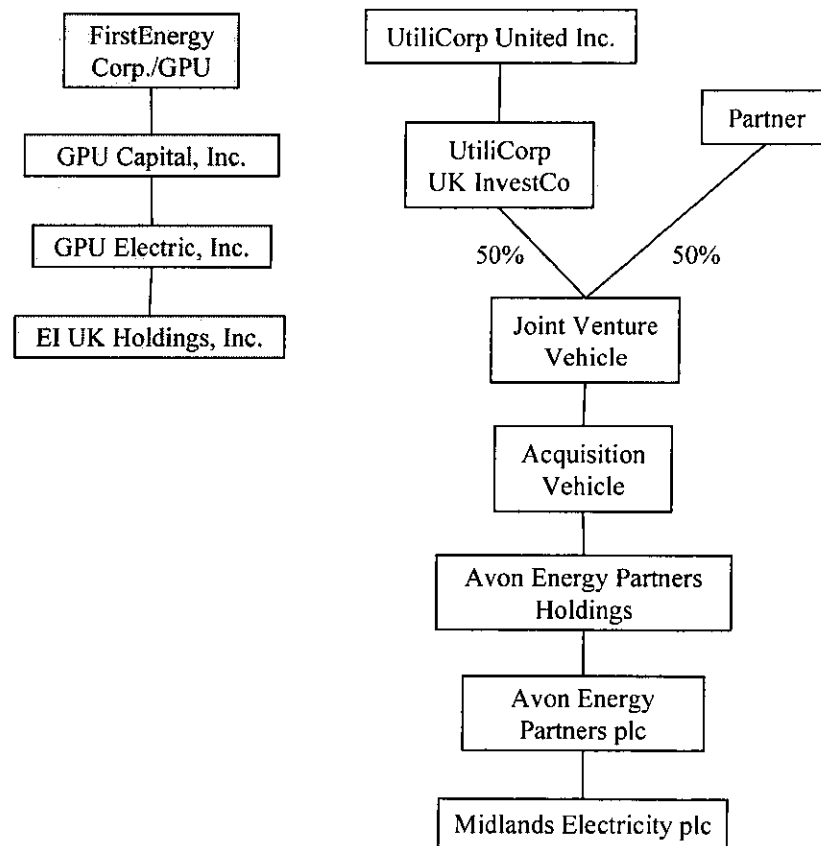 FirstEnergy
Corp./GPU
GPU Capital, Inc.
GPU Electric, Inc.
EI UK Holdings, Inc.
UtiliCorp United Inc.
UtiliCorp
UK InvestCo
Partner
50%
50%
Joint Venture
Vehicle
Acquisition
Vehicle
Avon Energy Partners
Holdings
Avon Energy
Partners plc
Midlands Electricity plc